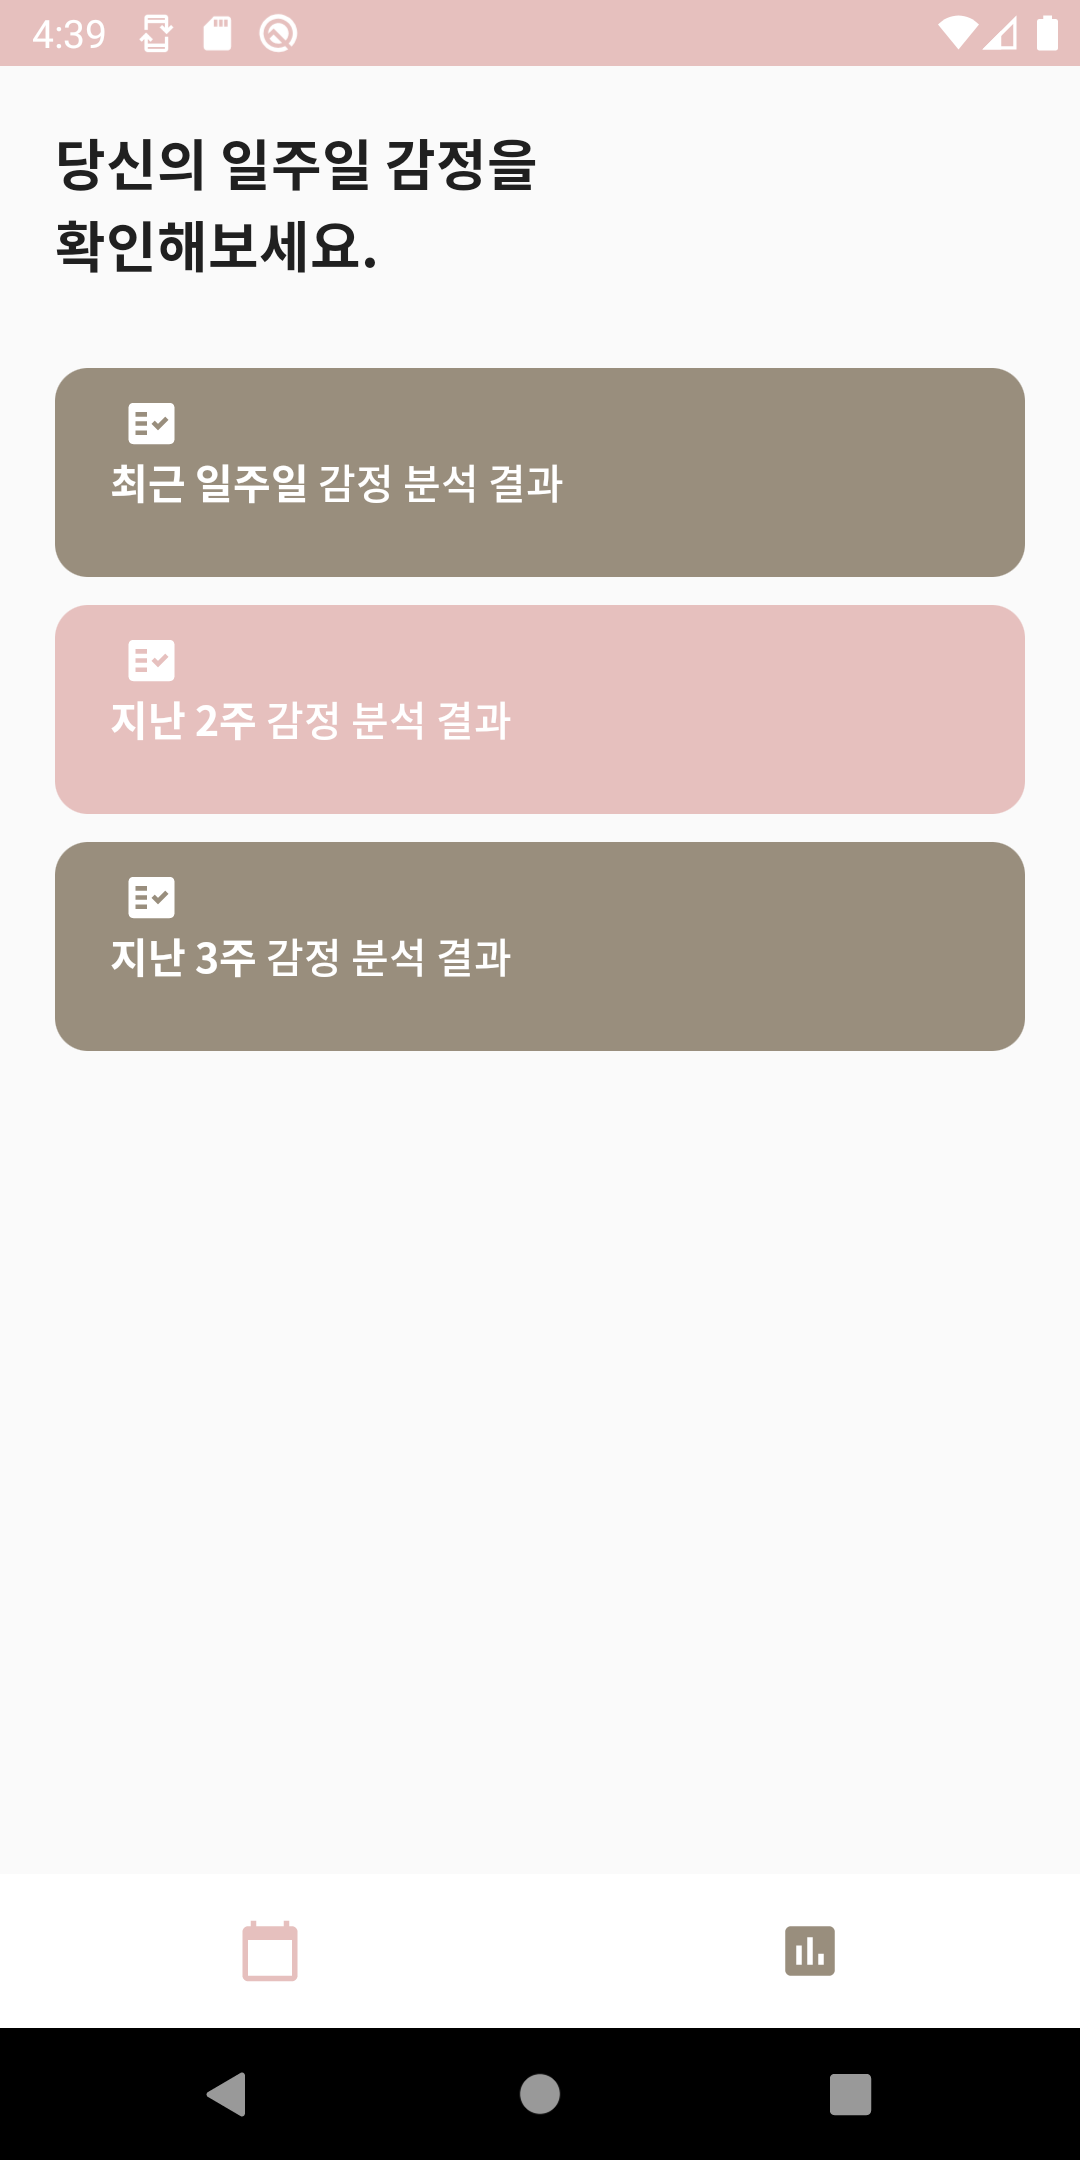 4:39
당신의 일주일 감정을
확인해보세요.
최근 일주일 감정 분석 결과
지난 2주 감정 분석 결과
지난 3주 감정 분석 결과